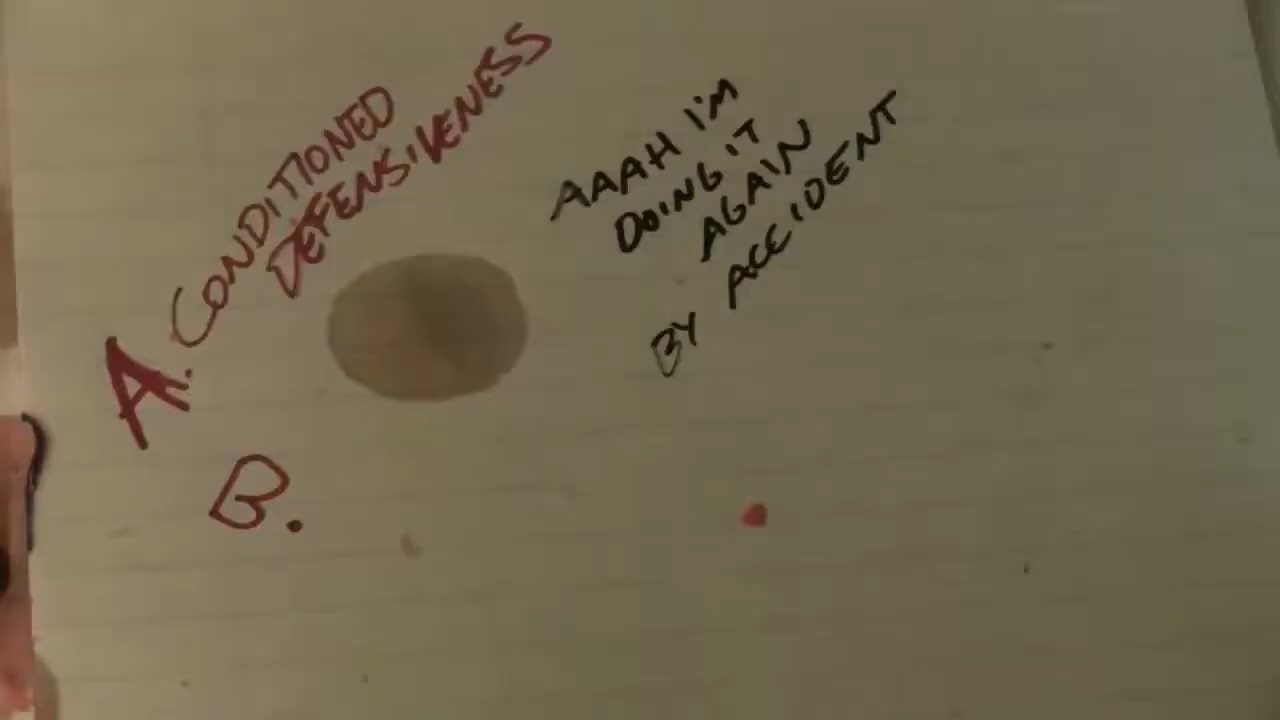 A. CONDITIONED
DEFENSIVENESS
B.
AAAH I'M
DOING IT
AGAIN
BY ACCIDENT